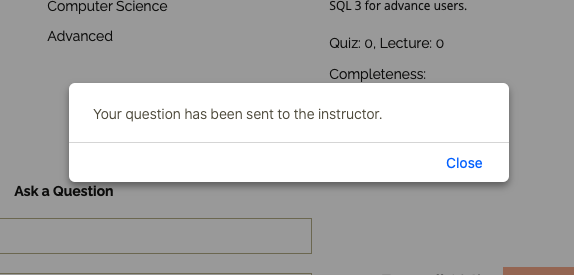 Computer Science
SQL 3 for advance users.
Advanced
Quiz: 0, Lecture: 0
Completeness:
Your question has been sent to the instructor.
Close
Ask a Question